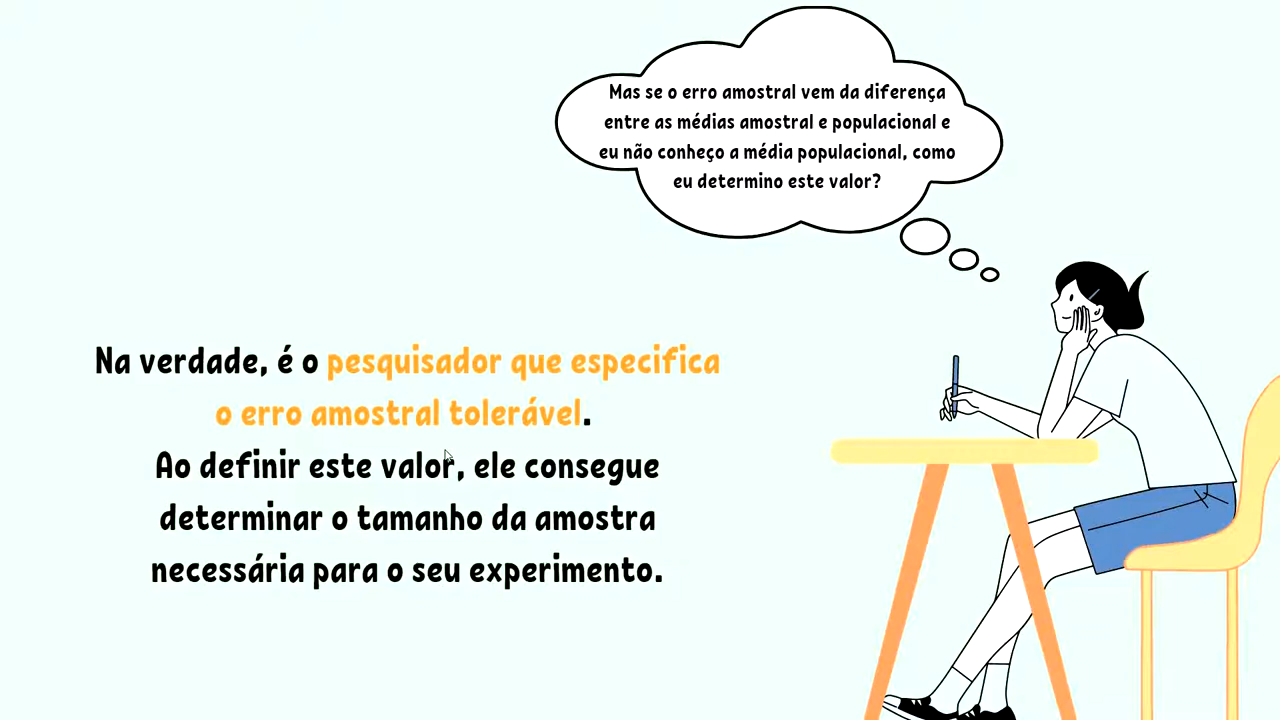 Mas se o erro amostral vem da diferença
entre as médias amostral e populacional e
eu não conheço a média populacional, como
eu determino este valor?
Na verdade, é o pesquisador que especifica
o erro amostral tolerável.
Ao definir este valor, ele consegue
determinar o tamanho da amostra
necessária para o seu experimento.